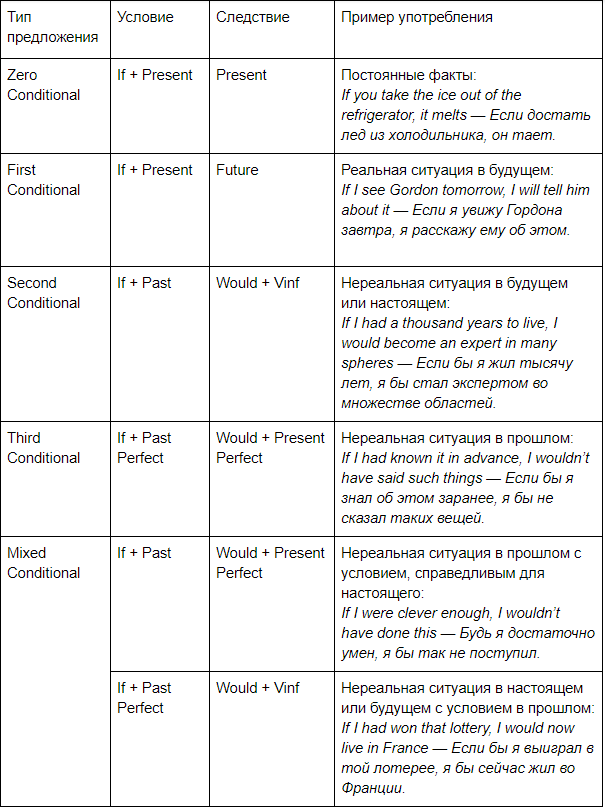 Тип
предложения
Условие
Следствие
Пример употребления
Zero
Conditional
If + Present
Present
Постоянные факты:
If you take the ice out of the
refrigerator, it melts — Если достать
лед из холодильника, он тает.
First
Conditional
If + Present
Future
Реальная ситуация в будущем:
If I see Gordon tomorrow, I will tell him
about it — Если я увижу Гордона
завтра, я расскажу ему об этом.
Second
Conditional
If + Past
Would + Vinf
Нереальная ситуация в будущем
или настоящем:
If I had a thousand years to live, I
would become an expert in many
spheres — Если бы я жил тысячу
лет, я бы стал экспертом во
множестве областей.
Third
Conditional
If + Past
Perfect
Would + Present
Perfect
Нереальная ситуация в прошлом:
If I had known it in advance, I wouldn’t
have said such things — Если бы я
знал об этом заранее, я бы не
сказал таких вещей.
Mixed
Conditional
If + Past
Would + Present
Perfect
Нереальная ситуация в прошлом с
условием, справедливым для
настоящего:
If I were clever enough, I wouldn’t
have done this — Будь я достаточно
умен, я бы так не поступил.
If + Past
Perfect
Would + Vinf
Нереальная ситуация в настоящем
или будущем с условием в прошлом:
If I had won that lottery, I would now
live in France — Если бы я выиграл в
той лотерее, я бы сейчас жил во
Франции.